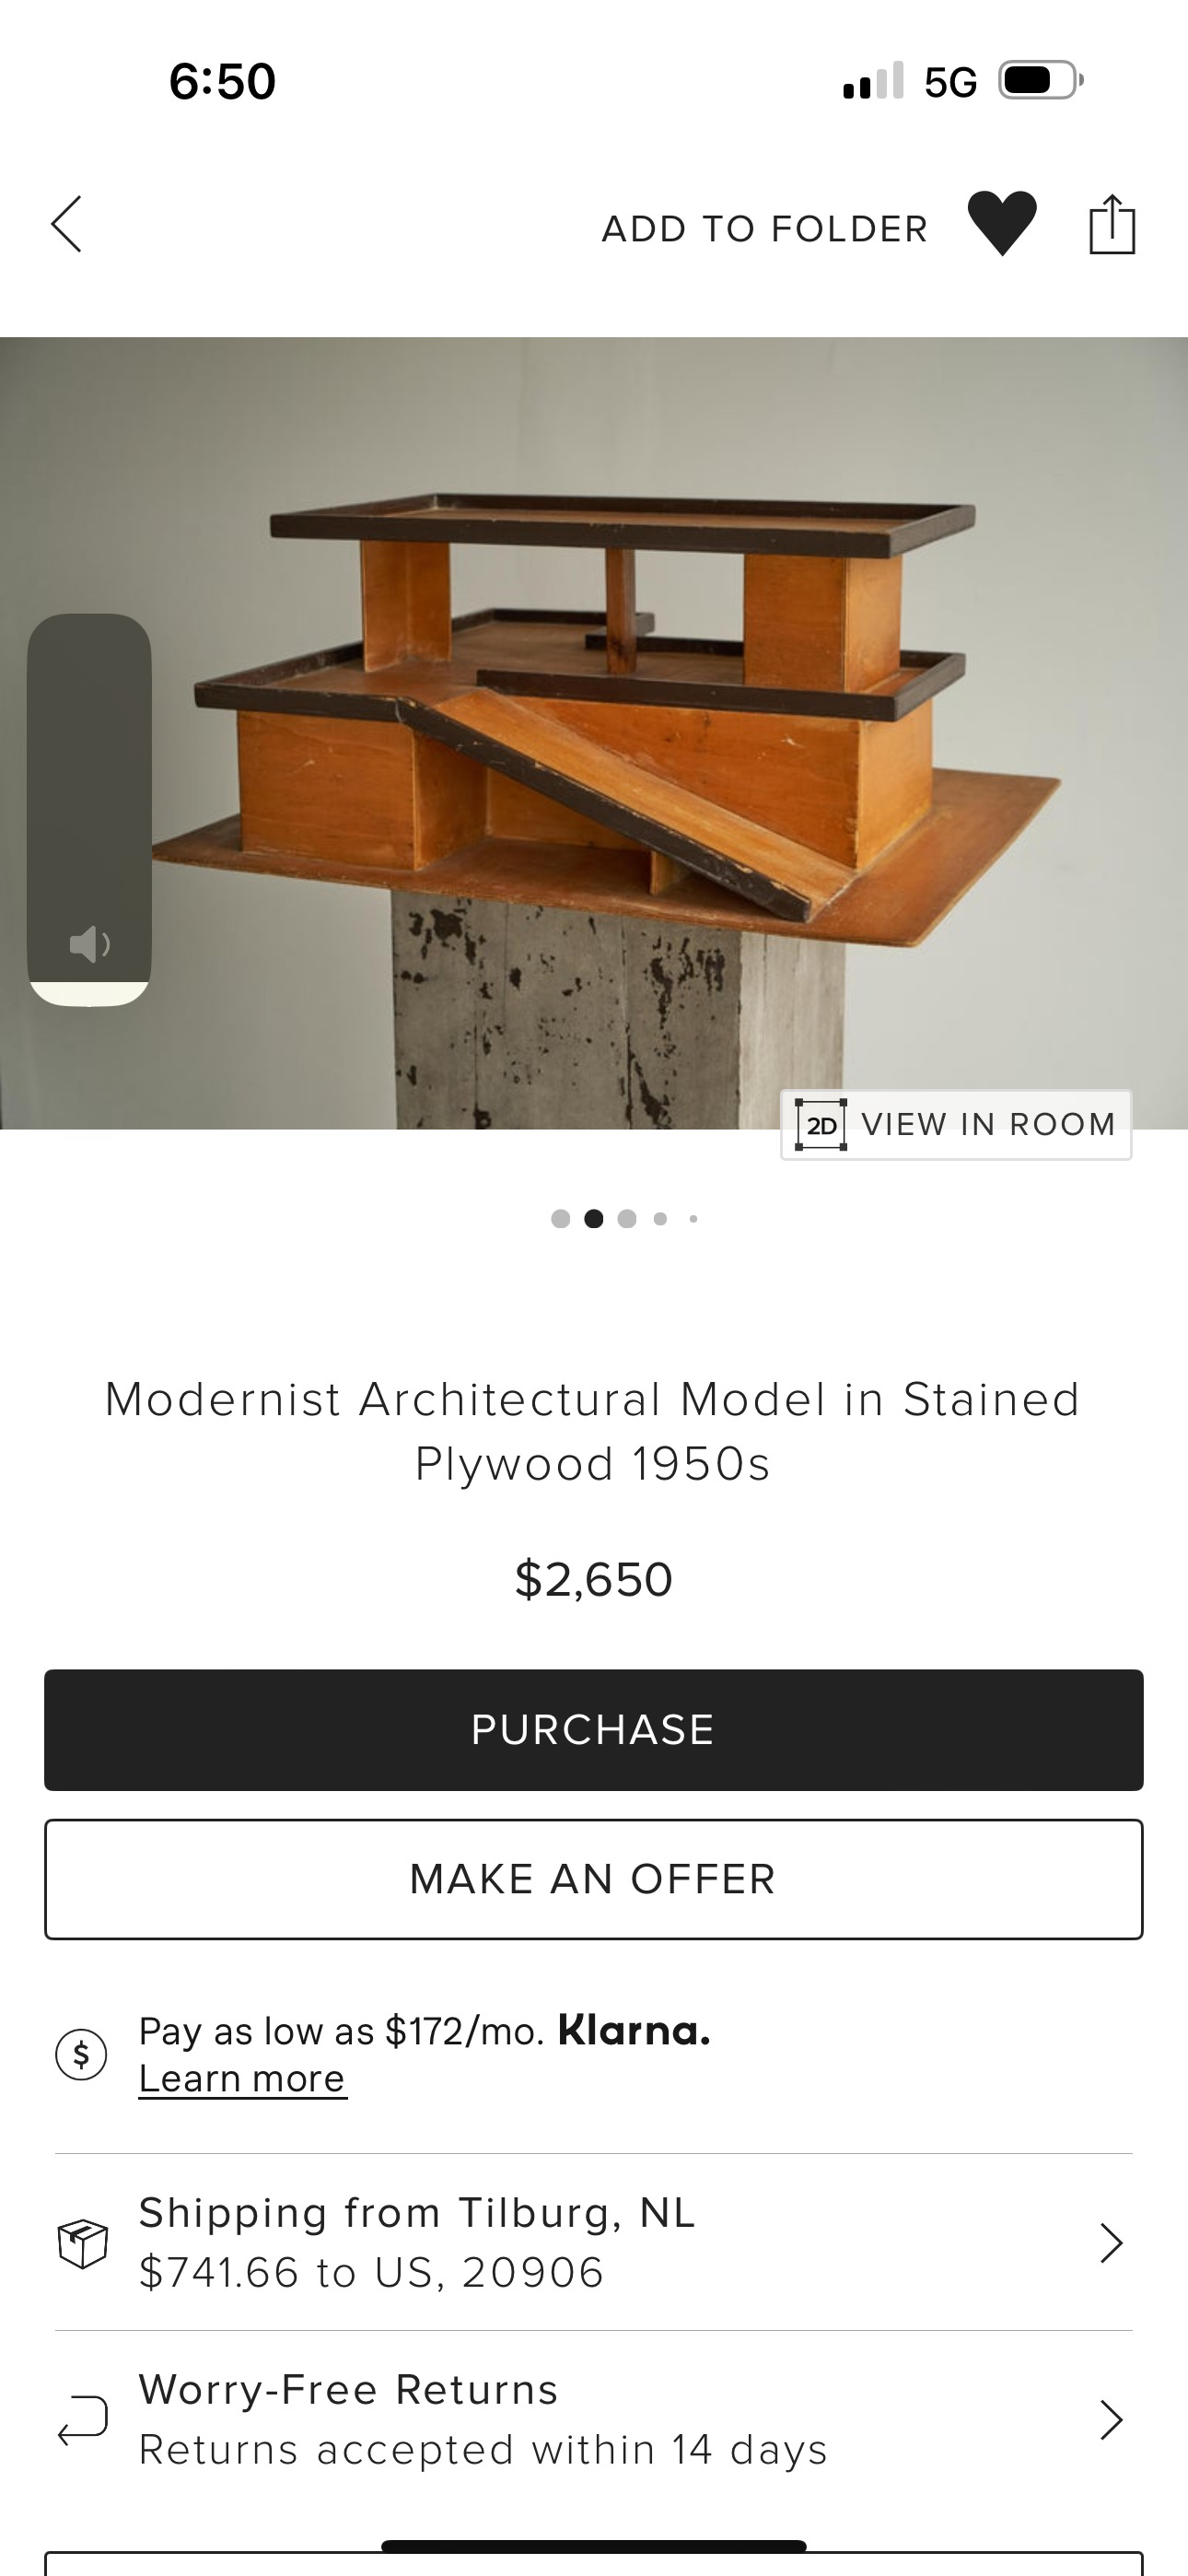 6:50
5G
ADD TO FOLDER
2D VIEW IN ROOM
Modernist Architectural Model in Stained
Plywood 1950s
$2,650
PURCHASE
MAKE AN OFFER
$
Pay as low as $172/mo. Klarna.
Learn more
Shipping from Tilburg, NL
$741.66 to US, 20906
Worry-Free Returns
Returns accepted within 14 days